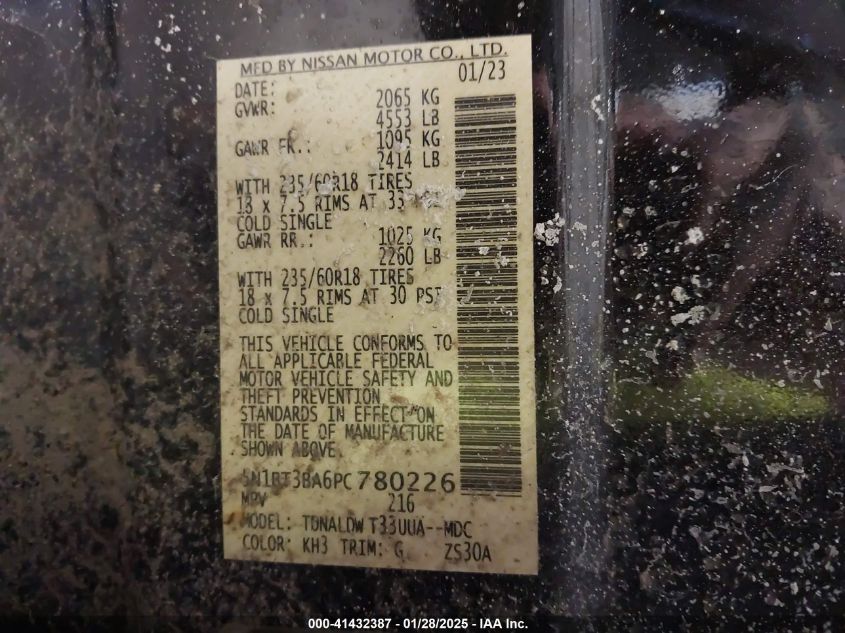 MFD BY NISSAN MOTOR CO., LTD.
DATE: 01/23
GVWR: 2065 KG
4553 LB
GAWR FR.: 1095 KG
2414 LB
WITH 235/60R18 TIRES
18 x 7.5 RIMS AT 33
COLD SINGLE
GAWR RR.: 1025 KG
2260 LB
WITH 235/60R18 TIRES
18 x 7.5 RIMS AT 30 PSI
COLD SINGLE
THIS VEHICLE CONFORMS TO
ALL APPLICABLE FEDERAL
MOTOR VEHICLE SAFETY AND
THEFT PREVENTION
STANDARDS IN EFFECT ON
THE DATE OF MANUFACTURE
SHOWN ABOVE.
5N1BT3BA6PC780226
MPV 216
MODEL: TDNALDW T33UUA--MDC
COLOR: KH3 TRIM: G ZS30A
000-41432387 - 01/28/2025 - IAA Inc.